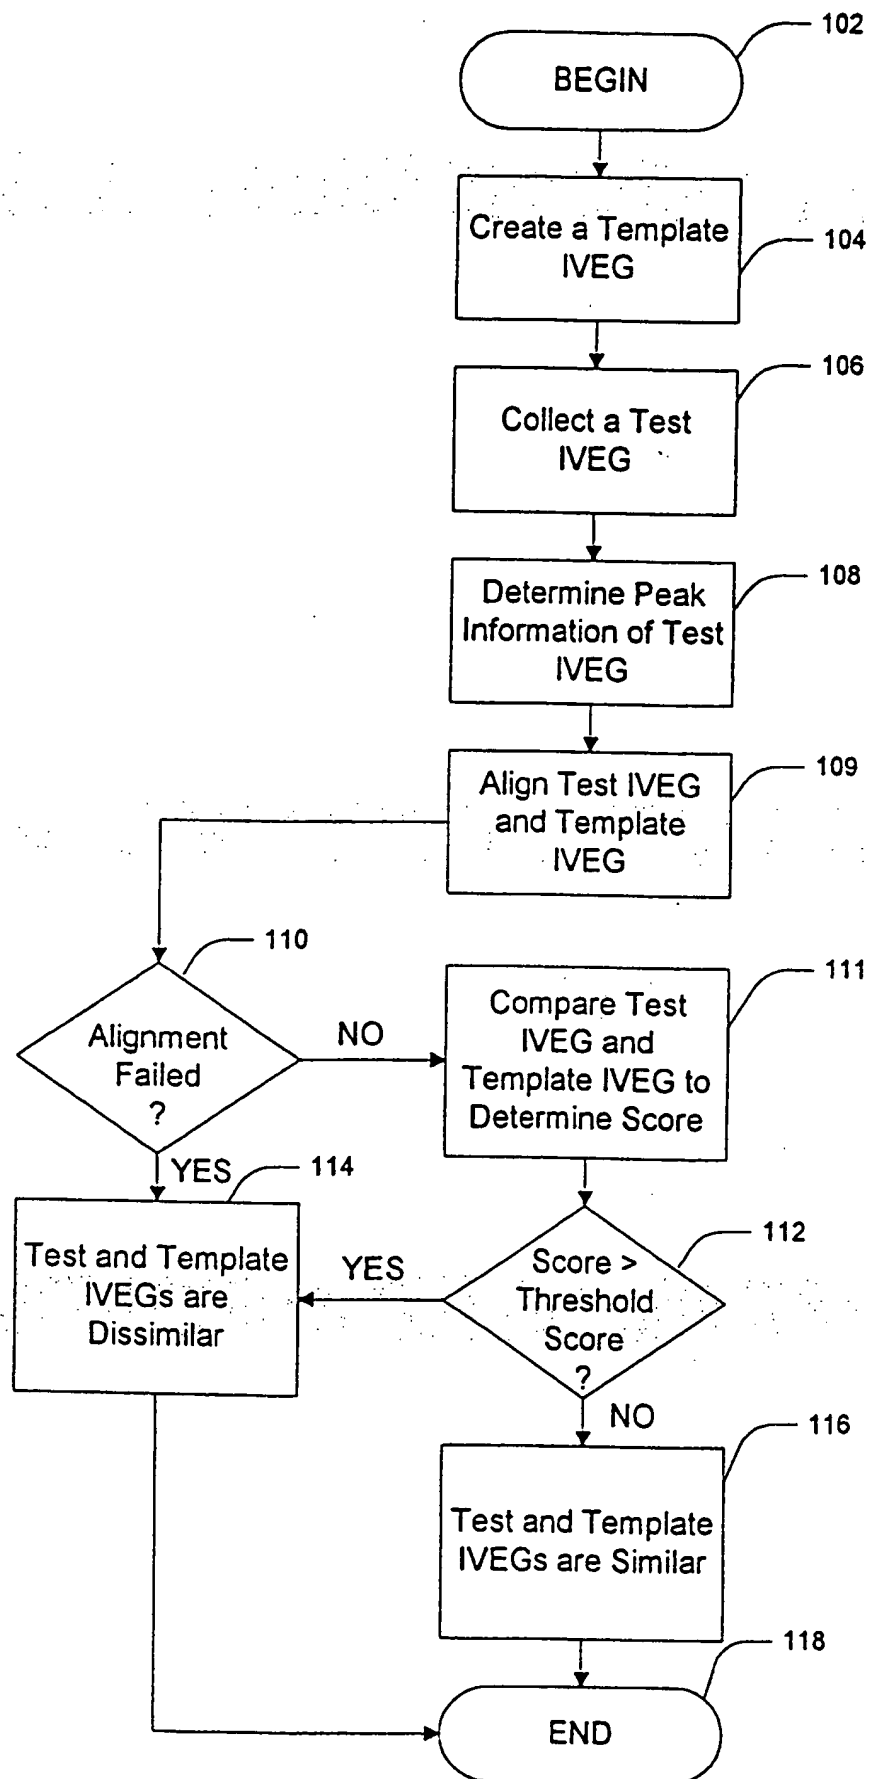 102
BEGIN
Create a Template
IVEG
104
106
Collect a Test
IVEG
108
Determine Peak
Information of Test
IVEG
109
Align Test IVEG
and Template
IVEG
110
Alignment
Failed
?
NO
111
Compare Test
IVEG and
Template IVEG to
Determine Score
YES
114
Test and Template
IVEGs are
Dissimilar
YES
112
Score >
Threshold
Score
?
NO
116
Test and Template
IVEGs are Similar
118
END